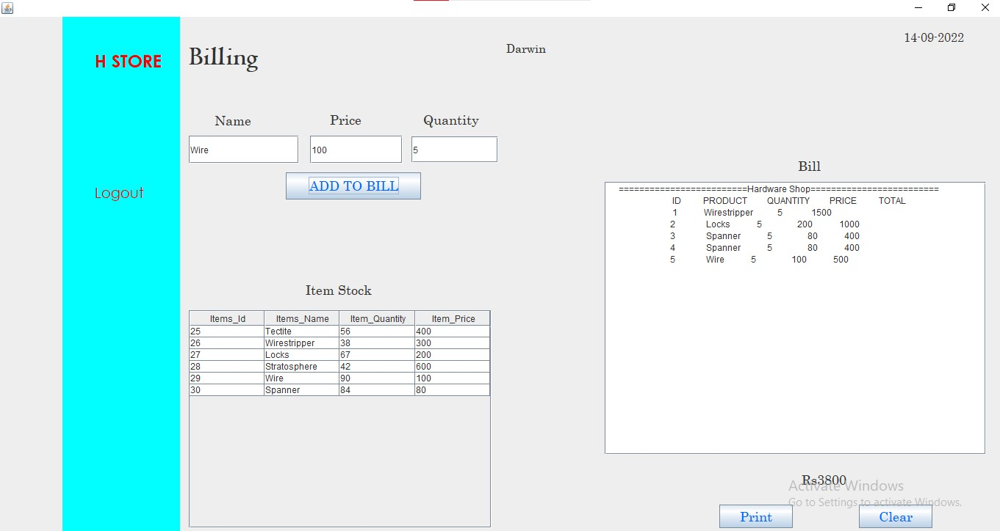 H STORE
Logout
Billing
Darwin
14-09-2022
Name Price Quantity
Wire 100 5
ADD TO BILL
Item Stock
Items_Id Items_Name Item_Quantity Item_Price
25 Tectite 56 400
26 Wirestripper 38 300
27 Locks 67 200
28 Stratosphere 42 600
29 Wire 90 100
30 Spanner 84 80
Bill
=========================Hardware Shop=========================
ID PRODUCT QUANTITY PRICE TOTAL
1 Wirestripper 5 1500
2 Locks 5 200 1000
3 Spanner 5 80 400
4 Spanner 5 80 400
5 Wire 5 100 500
Rs3800
Activate Windows
Go to Settings to activate Windows.
Print Clear